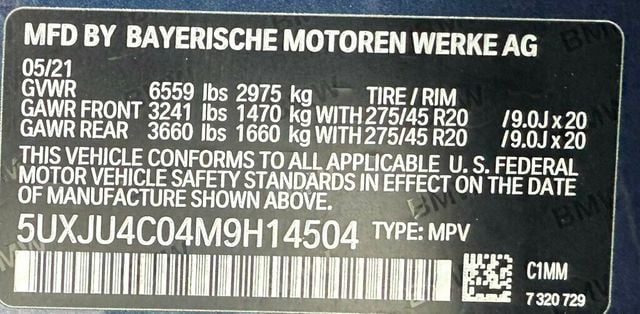 MFD BY BAYERISCHE MOTOREN WERKE AG
05/21
GVWR 6559 lbs 2975 kg TIRE / RIM
GAWR FRONT 3241 lbs 1470 kg WITH 275/45 R20 /9.0J x 20
GAWR REAR 3660 lbs 1660 kg WITH 275/45 R20 /9.0J x 20
THIS VEHICLE CONFORMS TO ALL APPLICABLE U. S. FEDERAL
MOTOR VEHICLE SAFETY STANDARDS IN EFFECT ON THE DATE
OF MANUFACTURE SHOWN ABOVE.
5UXJU4C04M9H14504 TYPE: MPV
C1MM
7 320 729